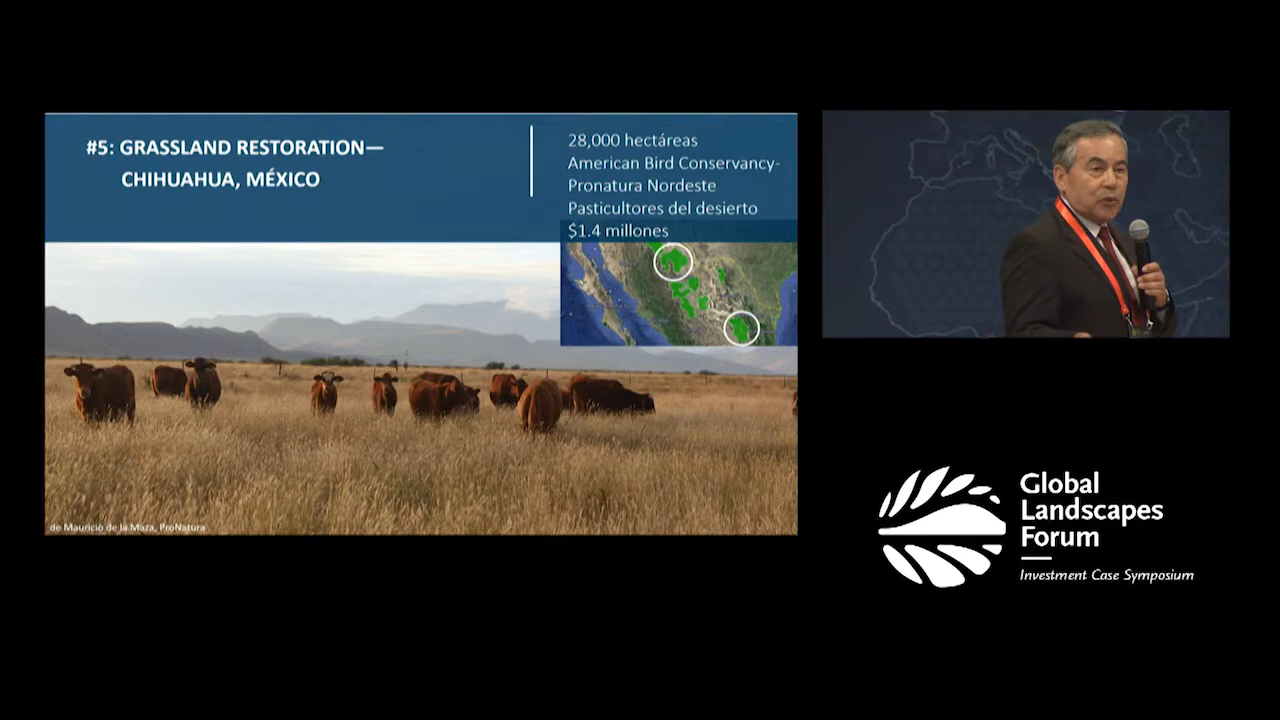 #5: GRASSLAND RESTORATION—
CHIHUAHUA, MÉXICO
28,000 hectáreas
American Bird Conservancy-
Pronatura Nordeste
Pasticultores del desierto
$1.4 millones
de Mauricio de la Maza, ProNatura
Global
Landscapes
Forum
Investment Case Symposium